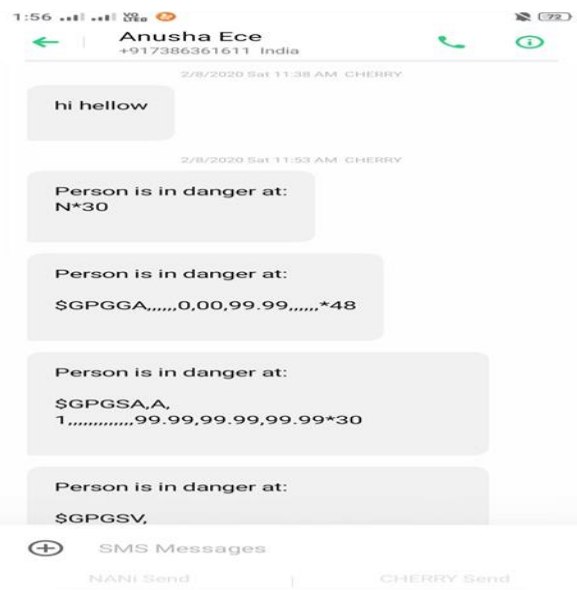 1:56 VO LTE 72
Anusha Ece
+917386361611 India
2/8/2020 Sat 11:38 AM CHERRY
hi hellow
2/8/2020 Sat 11:53 AM CHERRY
Person is in danger at:
N*30
Person is in danger at:
$GPGGA,,,,,,0,00,99.99,,,,,,*48
Person is in danger at:
$GPGSA,A,
1,,,,,,,,,,,,,99.99,99.99,99.99*30
Person is in danger at:
$GPGSV,
SMS Messages
NANi Send CHERRY Send